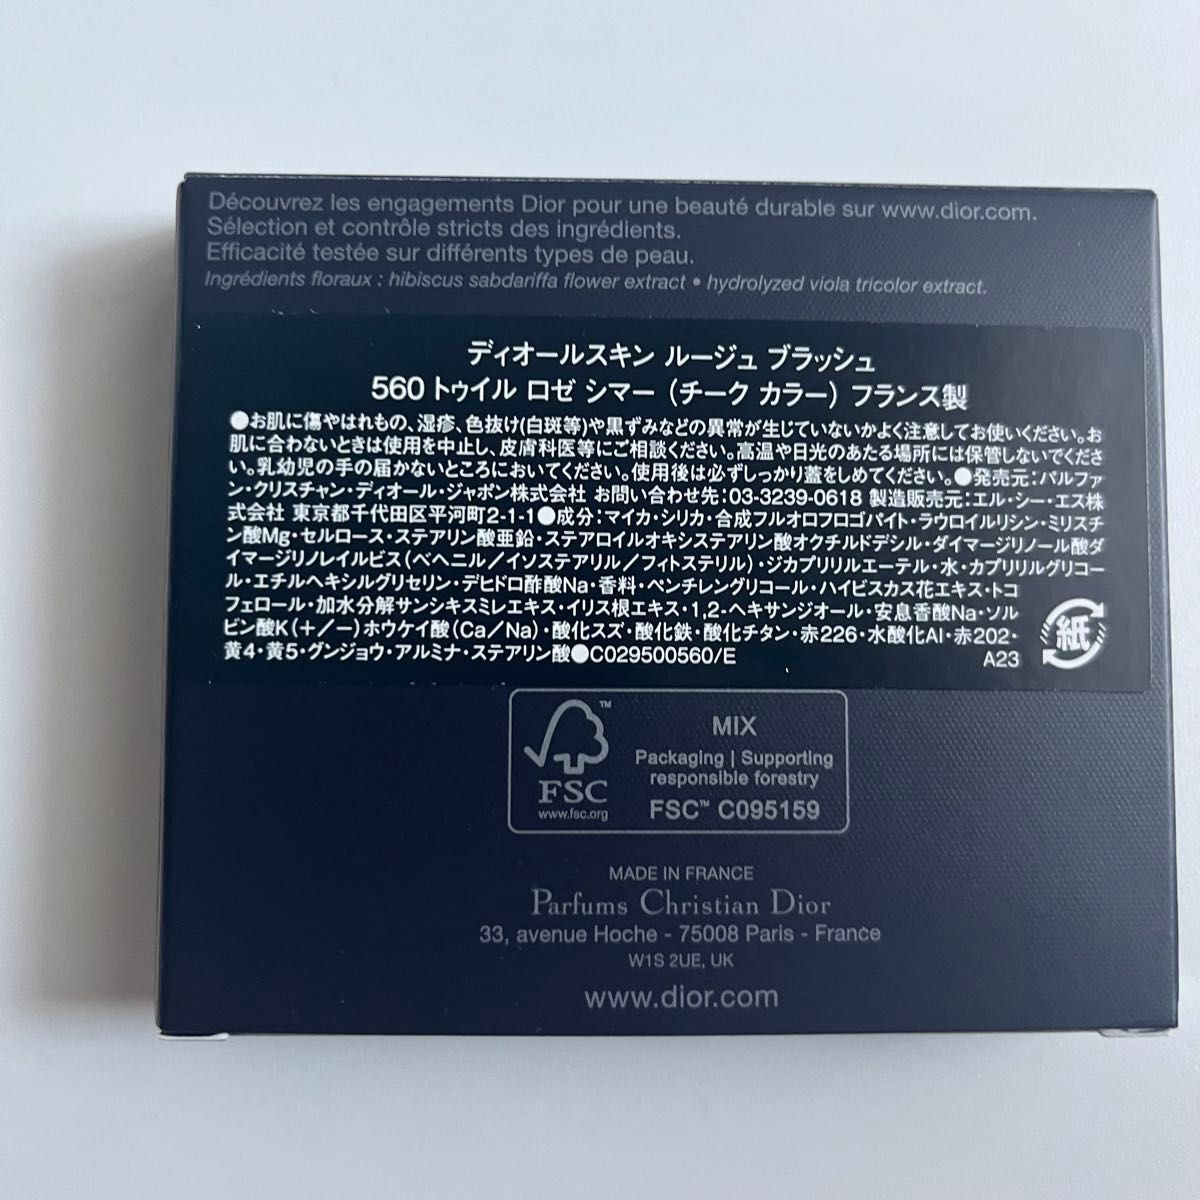 Découvrez les engagements Dior pour une beauté durable sur www.dior.com.
Sélection et contrôle stricts des ingrédients.
Efficacité testée sur différents types de peau.
Ingrédients floraux : hibiscus sabdariffa flower extract • hydrolyzed viola tricolor extract.
ディオールスキン ルージュ ブラッシュ
560 トゥイル ロゼ シマー（チーク カラー）フランス製
●お肌に傷やはれもの、湿疹、色抜け(白斑等)や黒ずみなどの異常が生じていないかよく注意してお使いください。お
肌に合わないときは使用を中止し、皮膚科医等にご相談ください。高温や日光のあたる場所には保管しないでくださ
い。乳幼児の手の届かないところにおいてください。使用後は必ずしっかり蓋をしめてください。●発売元：パルファ
ン・クリスチャン・ディオール・ジャポン株式会社 お問い合わせ先：03-3239-0618 製造販売元：エル・シー・エス株
式会社 東京都千代田区平河町2-1-1●成分：マイカ・シリカ・合成フルオロフロゴパイト・ラウロイルリシン・ミリスチ
ン酸Mg・セルロース・ステアリン酸亜鉛・ステアロイルオキシステアリン酸オクチルドデシル・ダイマージリノール酸ダ
イマージリノレイルビス（ベヘニル／イソステアリル／フィトステリル）・ジカプリリルエーテル・水・カプリリルグリコー
ル・エチルヘキシルグリセリン・デヒドロ酢酸Na・香料・ペンチレングリコール・ハイビスカス花エキス・トコ
フェロール・加水分解サンシキスミレエキス・イリス根エキス・1,2-ヘキサンジオール・安息香酸Na・ソル
ビン酸K（＋／－）ホウケイ酸（Ca／Na）・酸化スズ・酸化鉄・酸化チタン・赤226・水酸化Al・赤202・
黄4・黄5・グンジョウ・アルミナ・ステアリン酸●C029500560/E
A23
紙
FSC
www.fsc.org
MIX
Packaging | Supporting
responsible forestry
FSC™ C095159
MADE IN FRANCE
Parfums Christian Dior
33, avenue Hoche - 75008 Paris - France
W1S 2UE, UK
www.dior.com